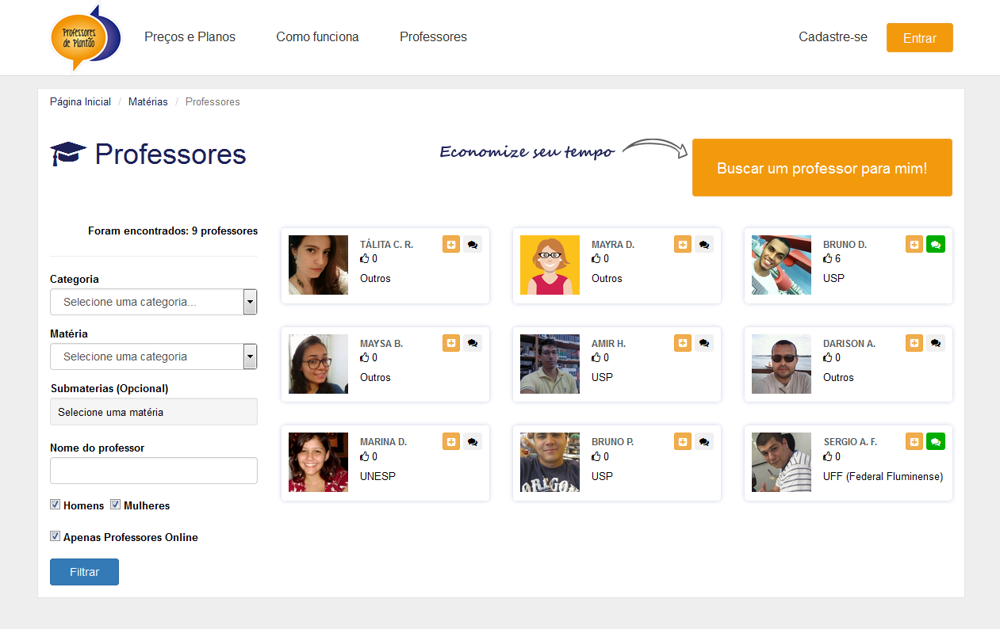 Professores
de Plantão
Preços e Planos
Como funciona
Professores
Cadastre-se
Entrar
Página Inicial / Matérias / Professores
Professores
Economize seu tempo
Buscar um professor para mim!
Foram encontrados: 9 professores
Categoria
Selecione uma categoria...
Matéria
Selecione uma categoria
Submaterias (Opcional)
Selecione uma matéria
Nome do professor
Homens
Mulheres
Apenas Professores Online
Filtrar
TÁLITA C. R.
0
Outros
MAYRA D.
0
Outros
BRUNO D.
6
USP
MAYSA B.
0
Outros
AMIR H.
0
USP
DARISON A.
0
Outros
MARINA D.
0
UNESP
BRUNO P.
0
USP
SERGIO A. F.
0
UFF (Federal Fluminense)